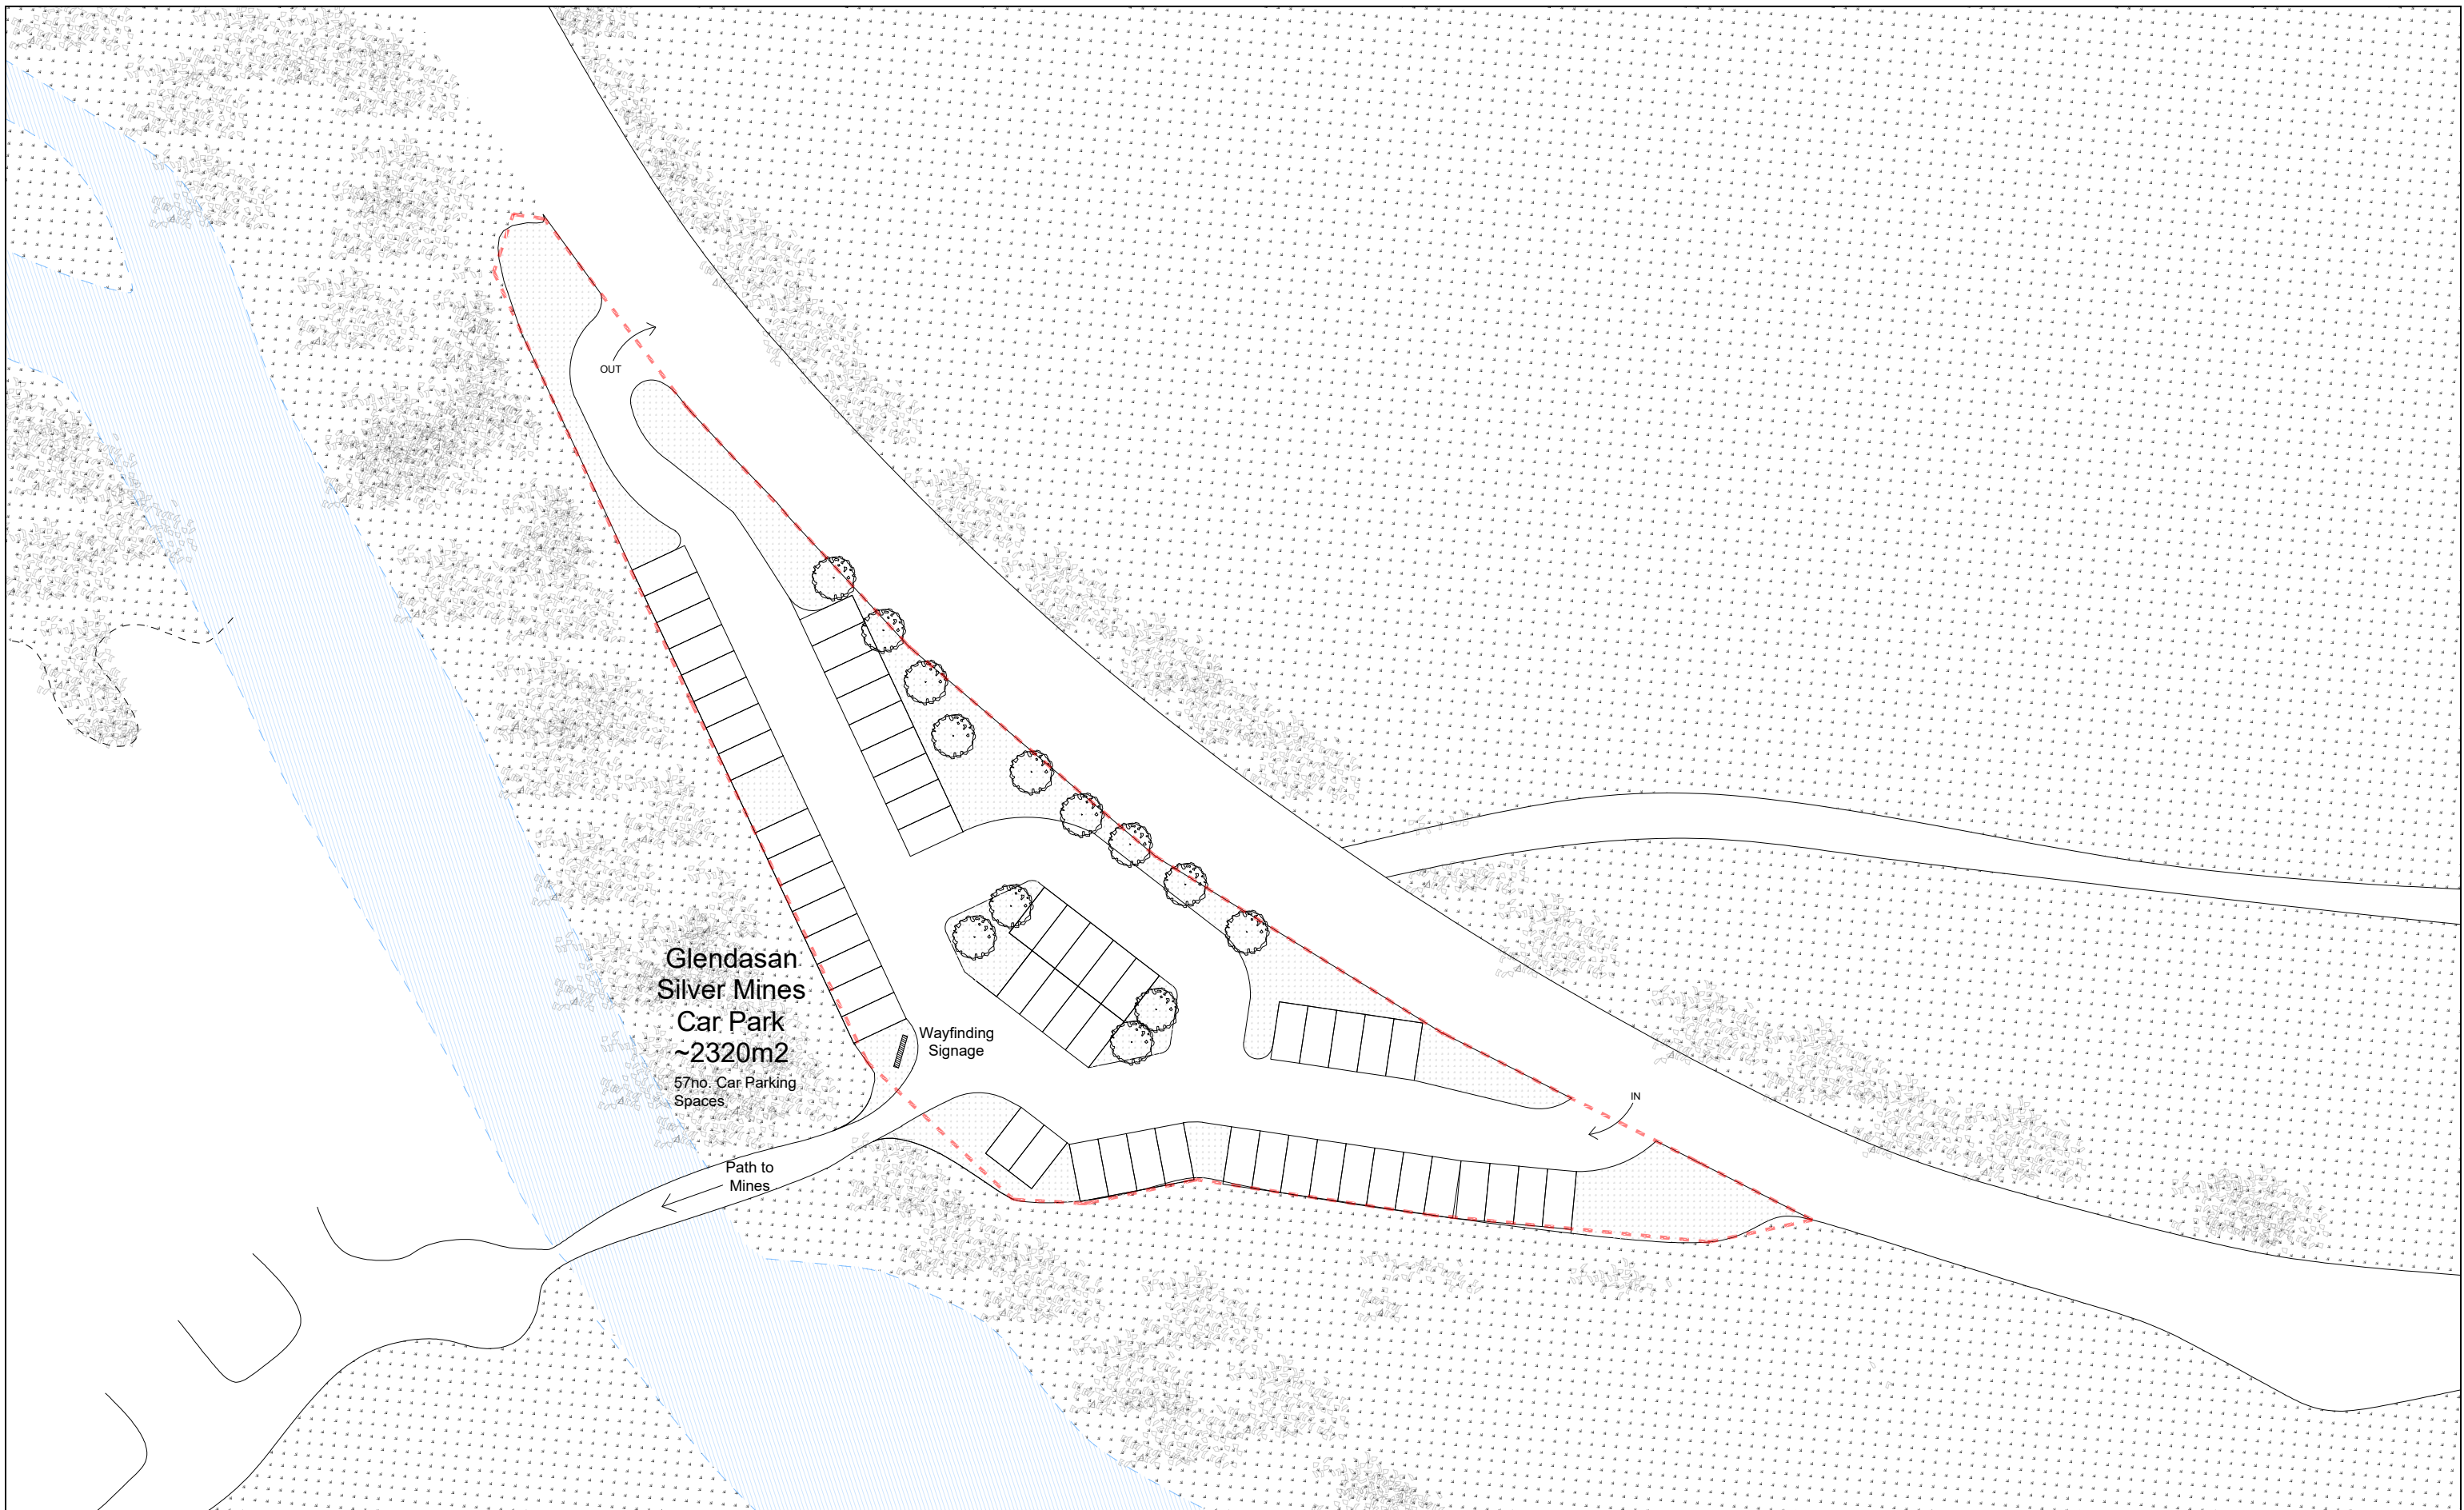 OUT
Glendasan
Silver Mines
Car Park
~2320m2
57no. Car Parking
Spaces
Wayfinding
Signage
IN
Path to
Mines